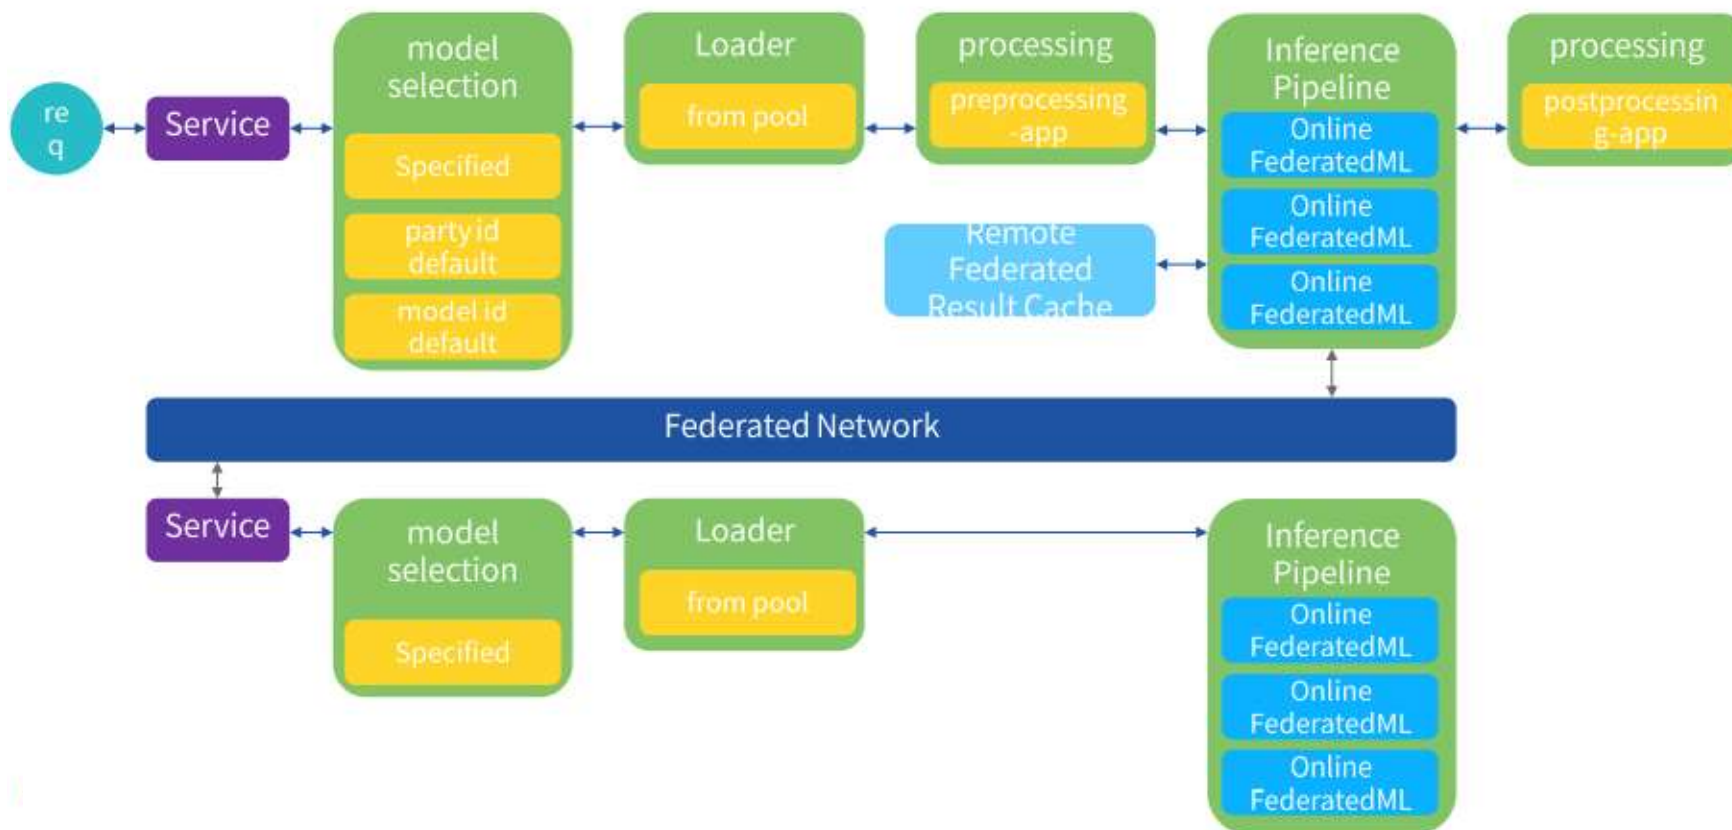 re
q
Service
model
selection
Specified
party id
default
model id
default
Loader
from pool
processing
preprocessing
-app
Inference
Pipeline
Online
FederatedML
Online
FederatedML
Online
FederatedML
processing
postprocessin
g-app
Remote
Federated
Result Cache
Federated Network
Service
model
selection
Specified
Loader
from pool
Inference
Pipeline
Online
FederatedML
Online
FederatedML
Online
FederatedML